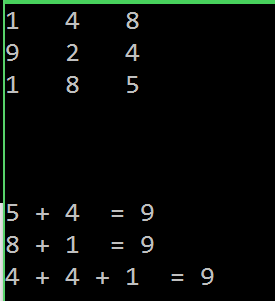 1   4   8
9   2   4
1   8   5
5 + 4  = 9
8 + 1  = 9
4 + 4 + 1  = 9